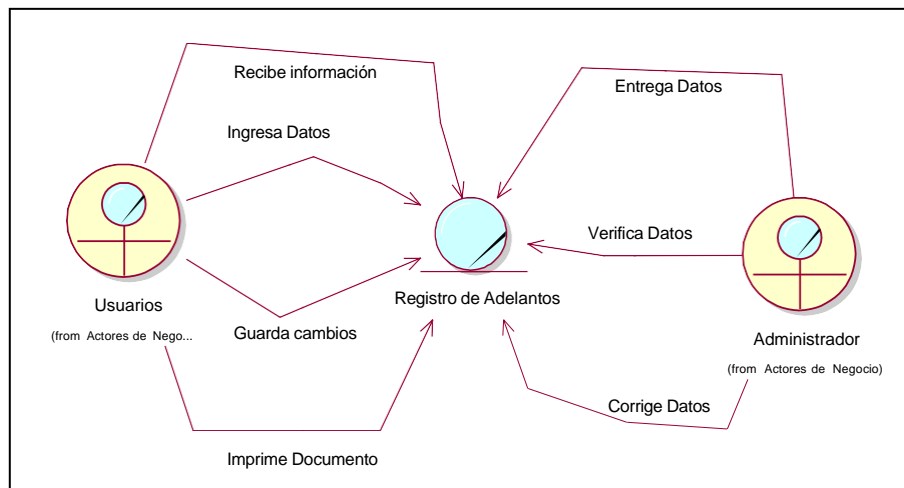 Recibe información
Entrega Datos
Ingresa Datos
Verifica Datos
Registro de Adelantos
Usuarios
(from Actores de Nego...
Guarda cambios
Administrador
(from Actores de Negocio)
Corrige Datos
Imprime Documento